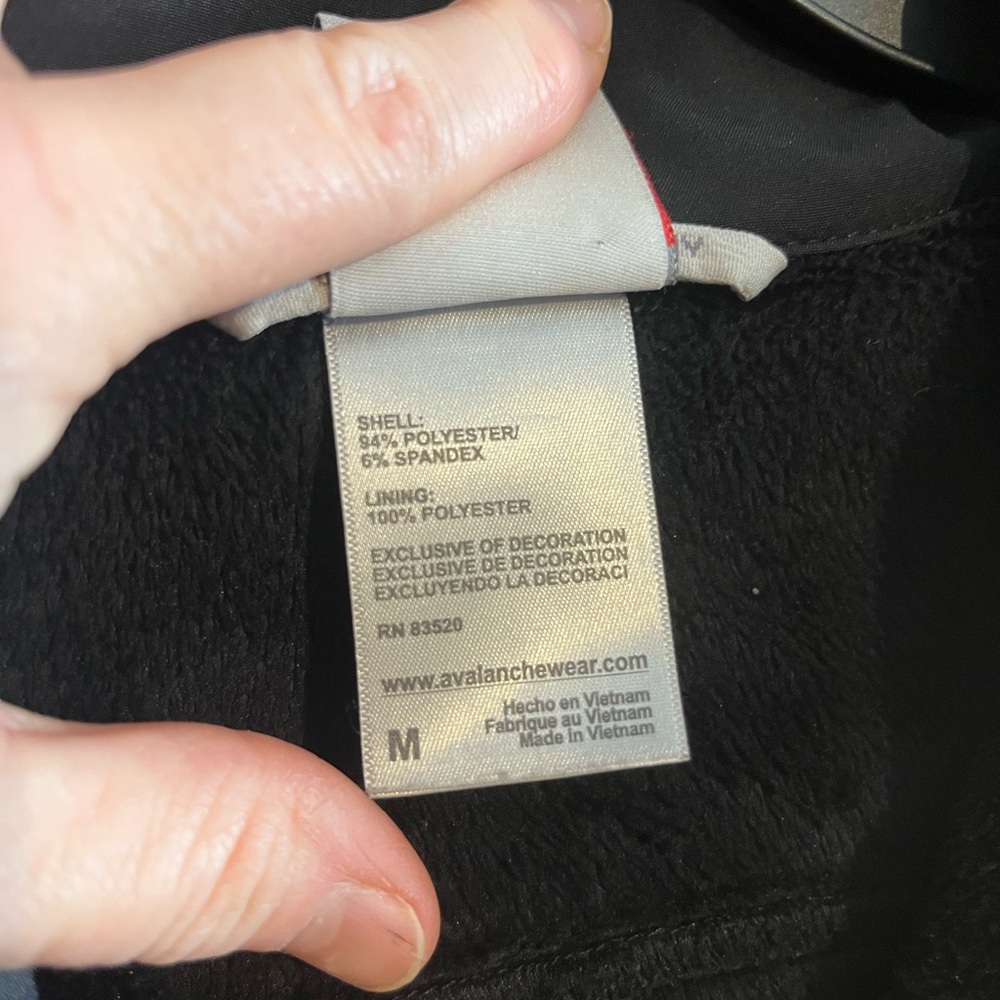 SHELL:
94% POLYESTER/
6% SPANDEX
LINING:
100% POLYESTER
EXCLUSIVE OF DECORATION
EXCLUSIVE DE DECORATION
EXCLUYENDO LA DECORACI
RN 83520
www.avalanchewear.com
Hecho en Vietnam
Fabrique au Vietnam
Made in Vietnam
M